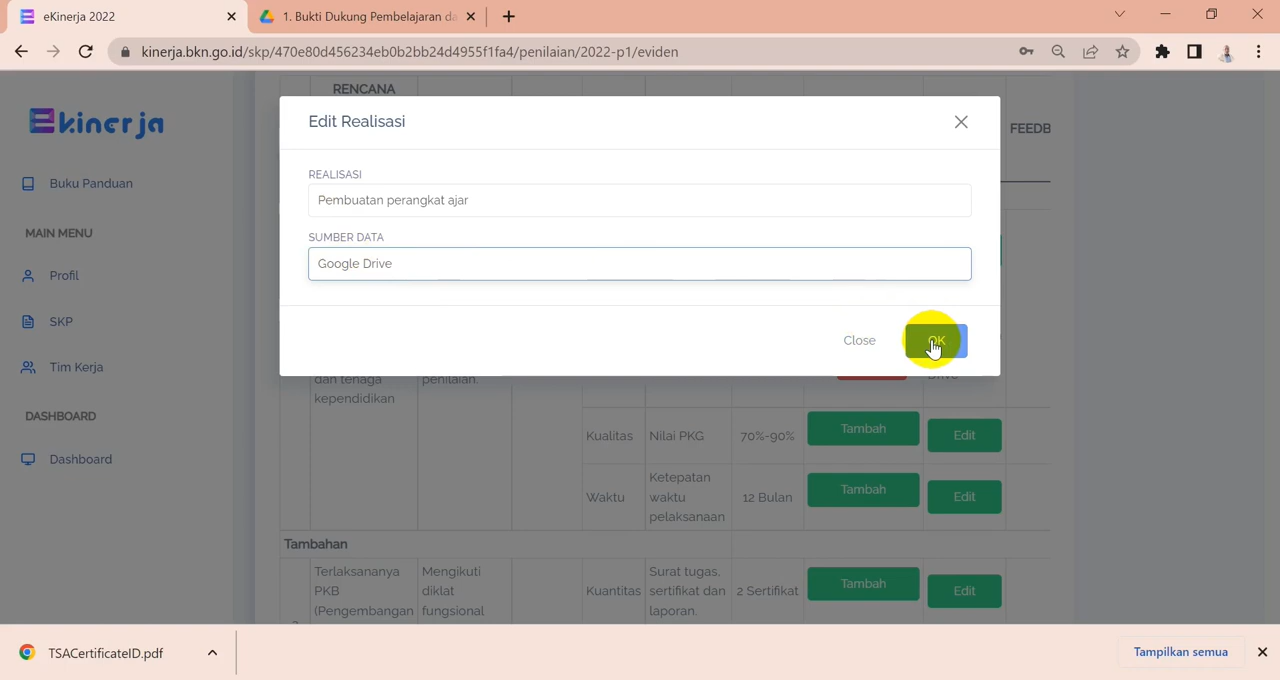 eKinerja 2022
1. Bukti Dukung Pembelajaran da
kinerja.bkn.go.id/skp/470e80d456234eb0b2bb24d4955f1fa4/penilaian/2022-p1/eviden
Ekinerja
Buku Panduan
MAIN MENU
Profil
SKP
Tim Kerja
DASHBOARD
Dashboard
RENCANA
FEEDB
Edit Realisasi
REALISASI
Pembuatan perangkat ajar
SUMBER DATA
Google Drive
Close
OK
dan tenaga
kependidikan
penilaian.
Drive
Kualitas
Nilai PKG
70%-90%
Tambah
Edit
Waktu
Ketepatan
waktu
pelaksanaan
12 Bulan
Tambah
Edit
Tambahan
Terlaksananya
PKB
(Pengembangan
Mengikuti
diklat
fungsional
Kuantitas
Surat tugas,
sertifikat dan
laporan.
2 Sertifikat
Tambah
Edit
TSACertificateID.pdf
Tampilkan semua